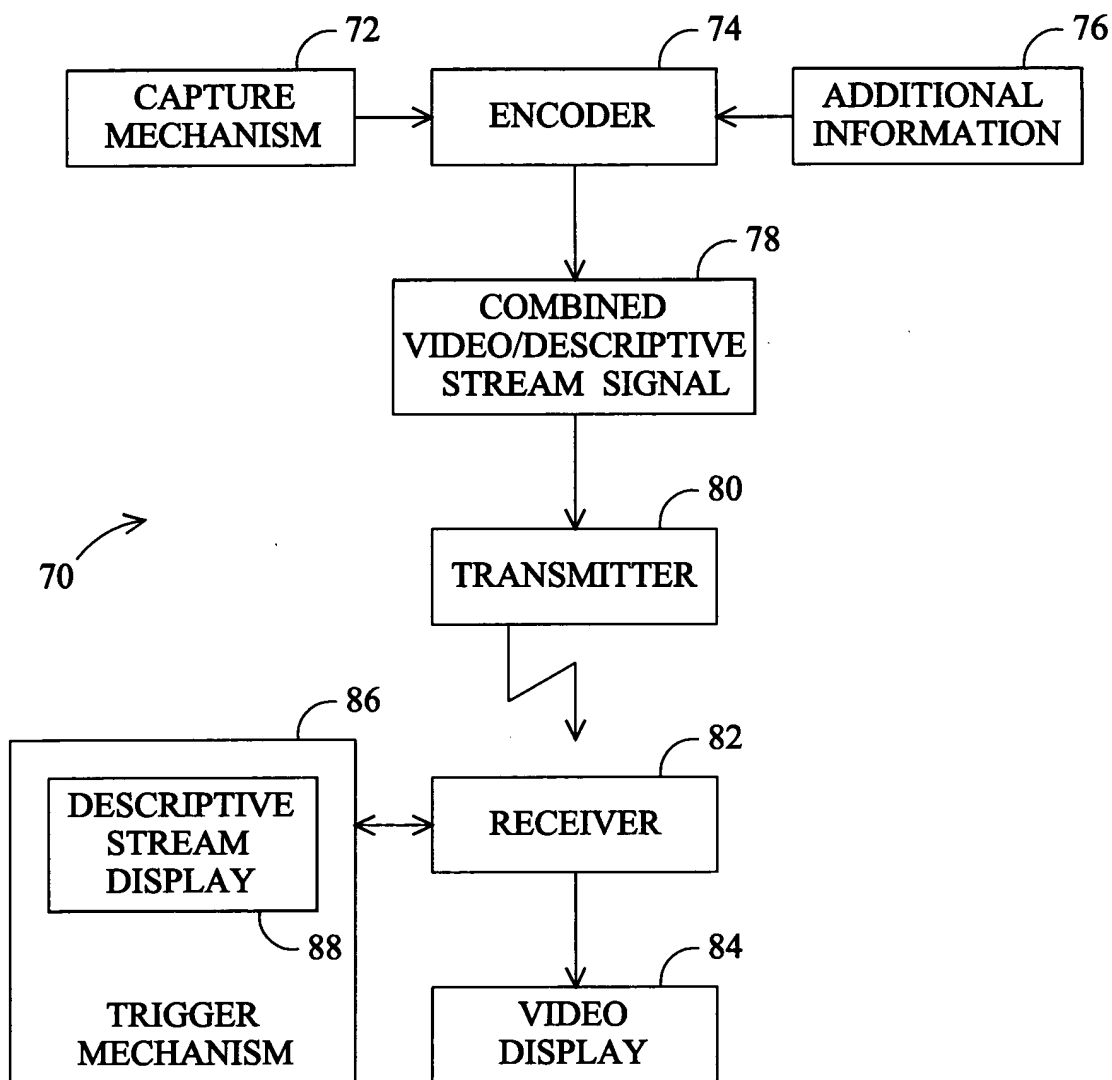 72
74
76
CAPTURE
MECHANISM
ENCODER
ADDITIONAL
INFORMATION
78
COMBINED
VIDEO/DESCRIPTIVE
STREAM SIGNAL
80
70
TRANSMITTER
86
82
DESCRIPTIVE
STREAM
DISPLAY
RECEIVER
88
84
TRIGGER
MECHANISM
VIDEO
DISPLAY